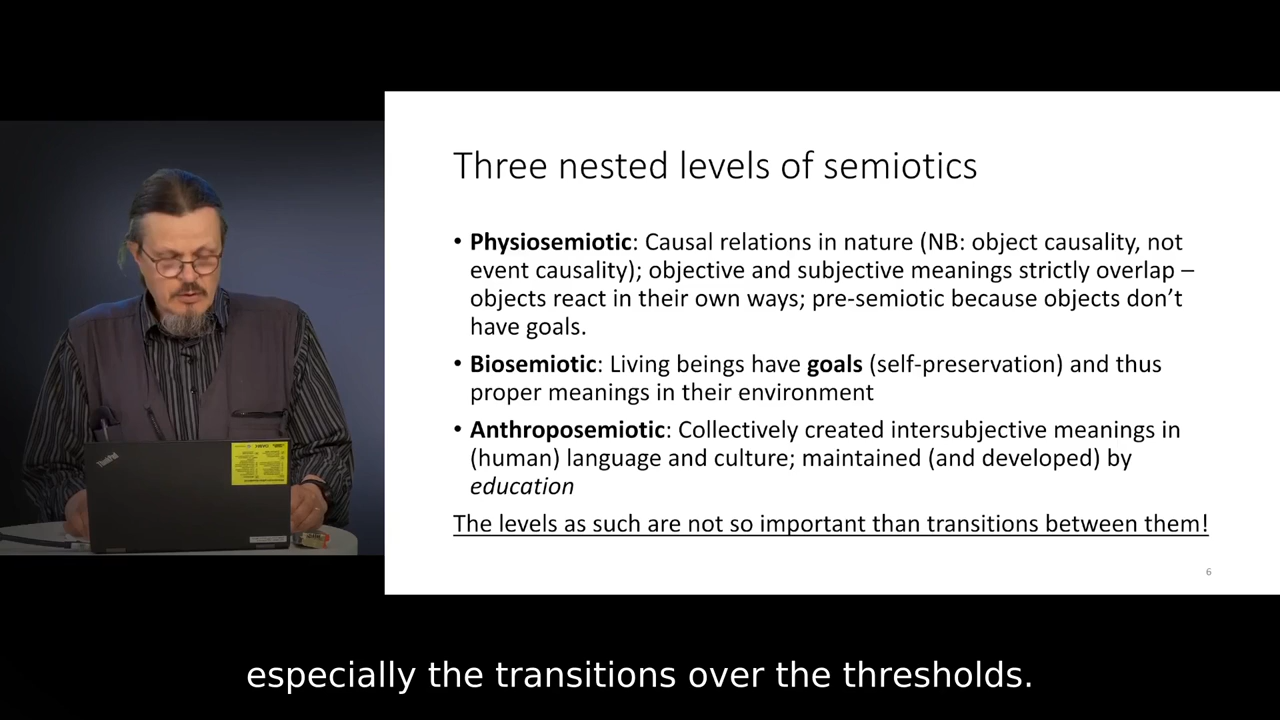 Three nested levels of semiotics
• Physiosemiotic: Causal relations in nature (NB: object causality, not
event causality); objective and subjective meanings strictly overlap –
objects react in their own ways; pre-semiotic because objects don’t
have goals.
• Biosemiotic: Living beings have goals (self-preservation) and thus
proper meanings in their environment
• Anthroposemiotic: Collectively created intersubjective meanings in
(human) language and culture; maintained (and developed) by
education
The levels as such are not so important than transitions between them!
6
ThinkPad
especially the transitions over the thresholds.